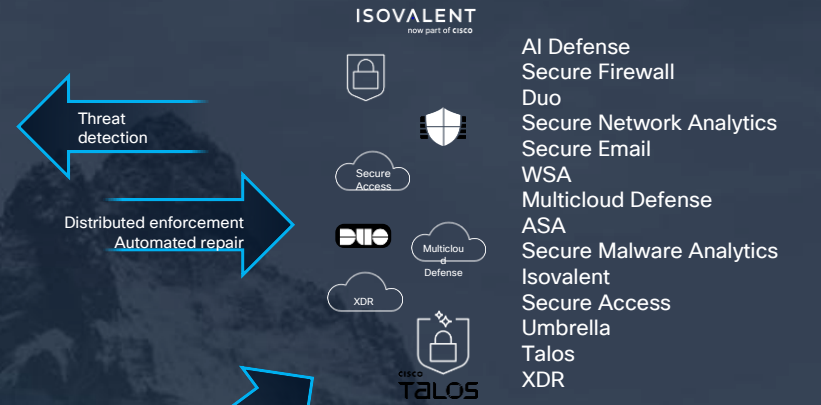 ISOVALENT
now part of CISCO
Threat
detection
Distributed enforcement
Automated repair
Secure
Access
DUO
Multiclou
d
Defense
XDR
CISCO
TALOS
AI Defense
Secure Firewall
Duo
Secure Network Analytics
Secure Email
WSA
Multicloud Defense
ASA
Secure Malware Analytics
Isovalent
Secure Access
Umbrella
Talos
XDR